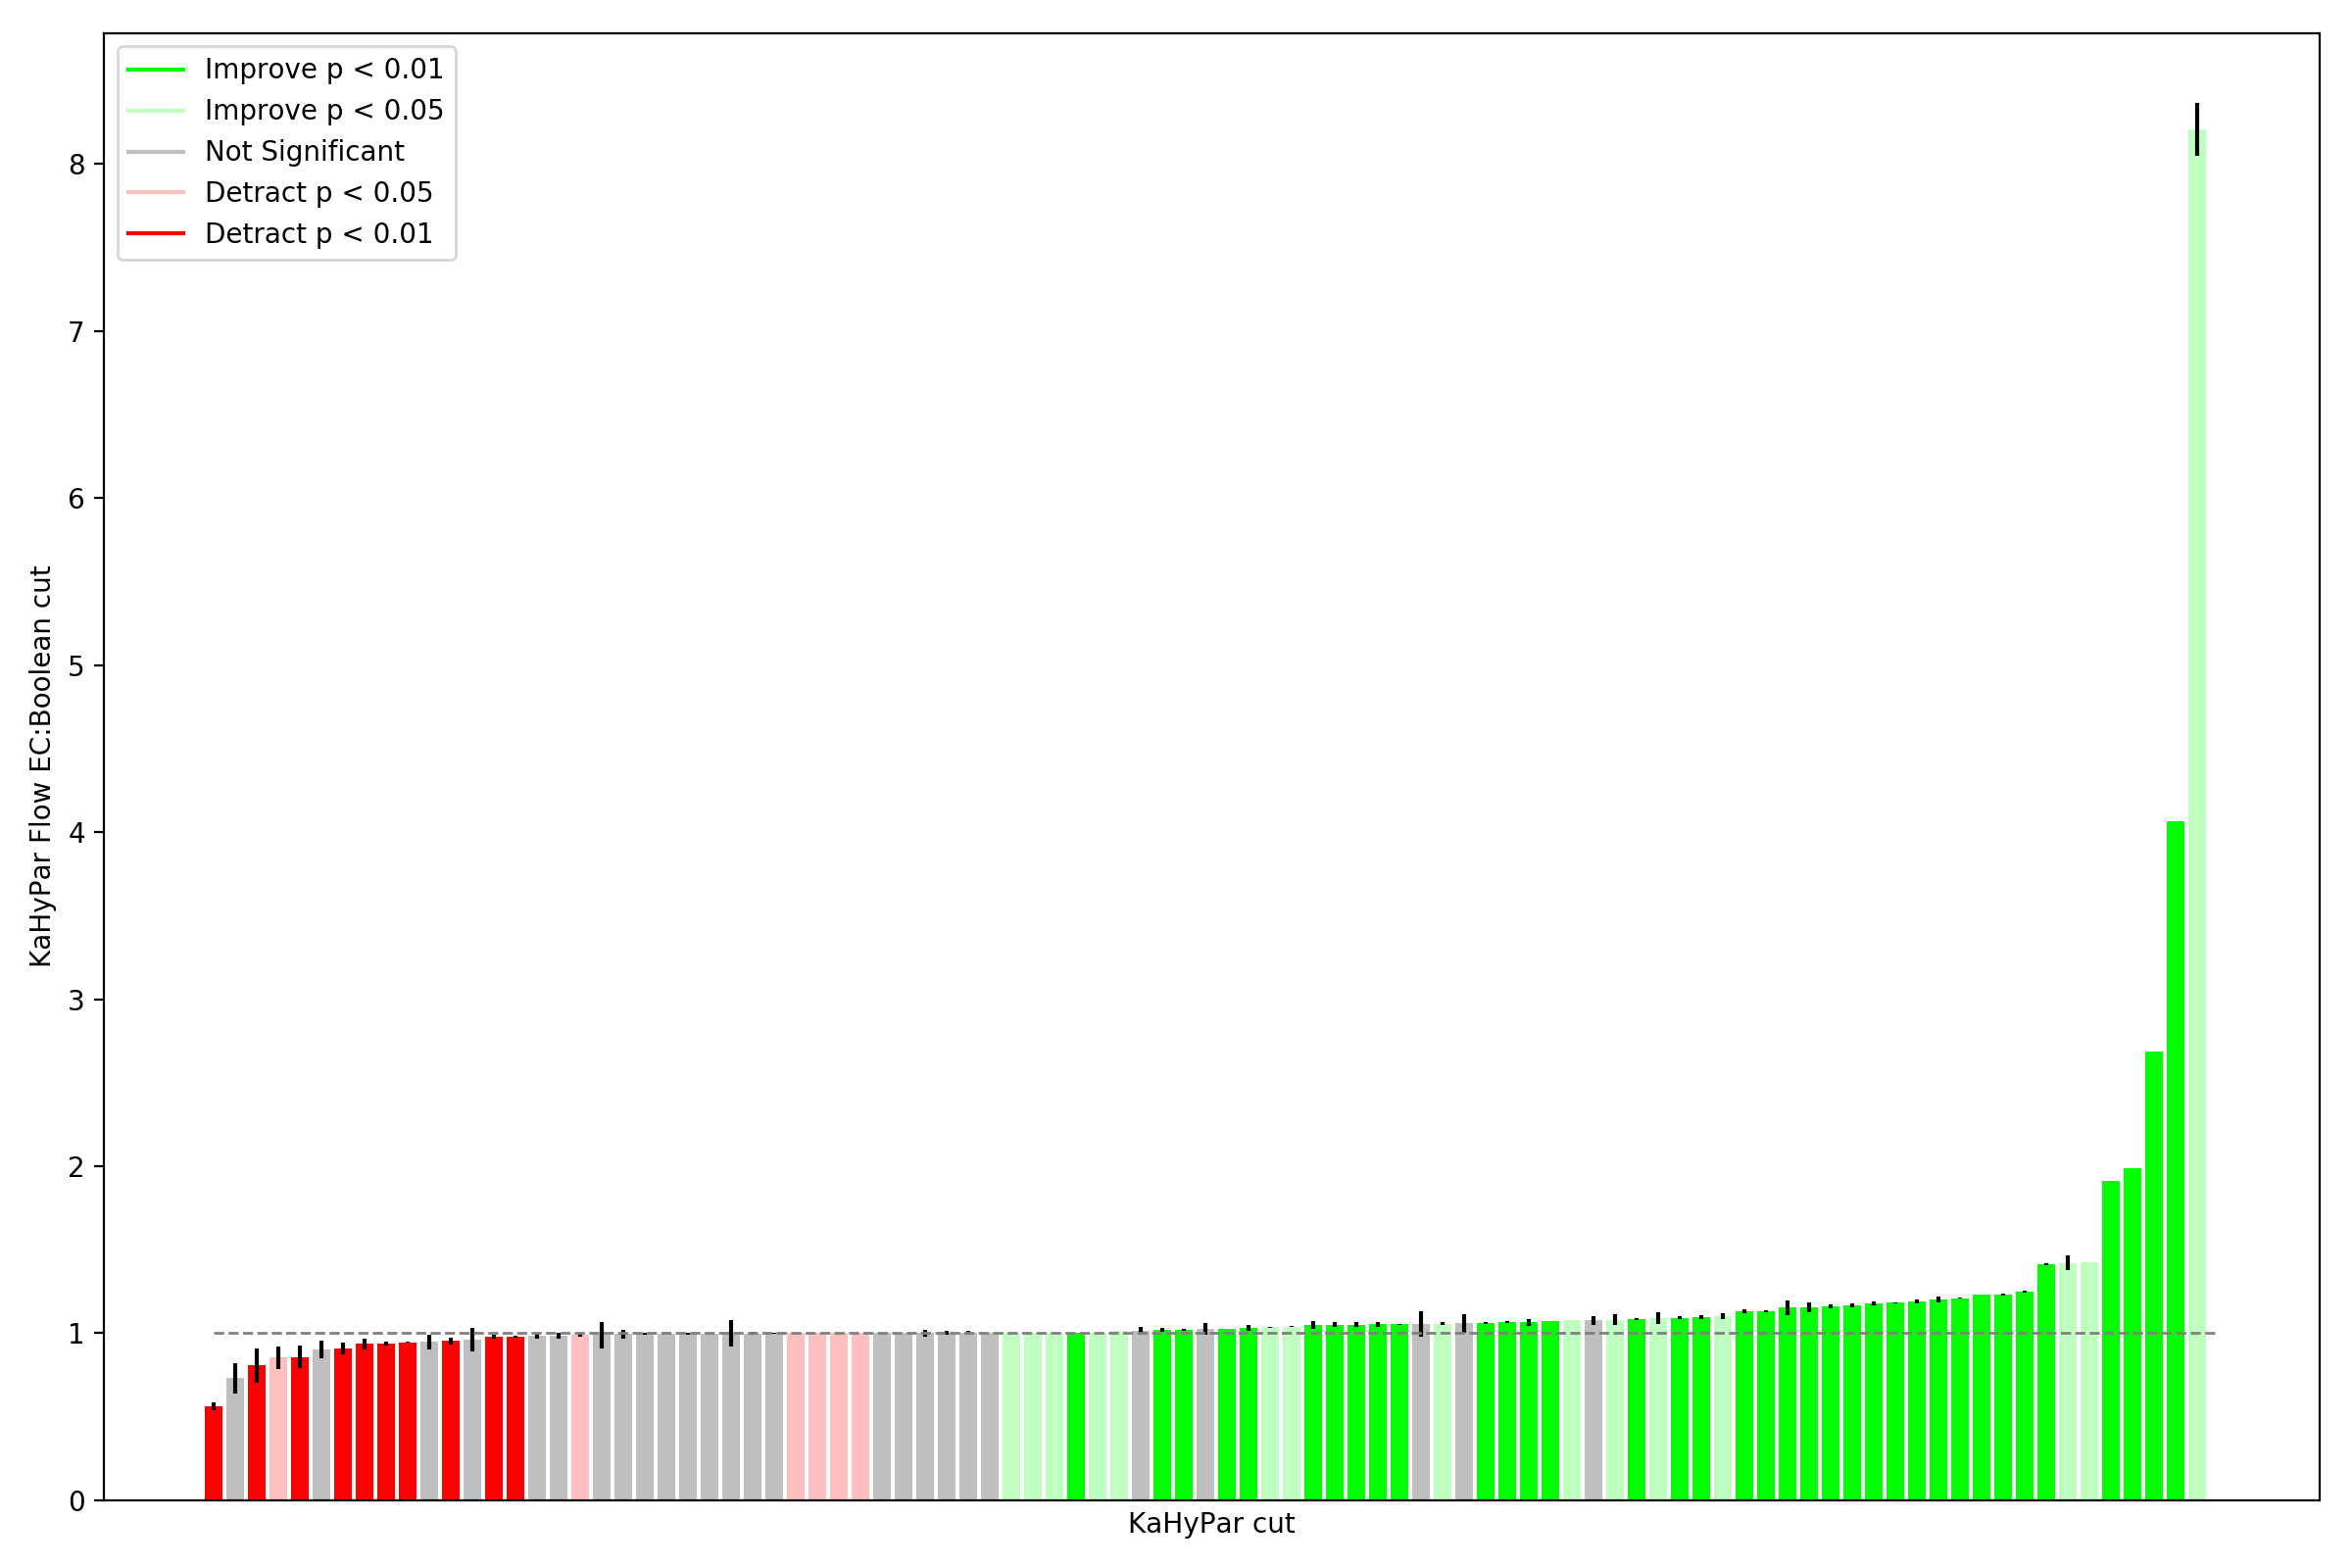 Improve p < 0.01
Improve p < 0.05
Not Significant
Detract p < 0.05
Detract p < 0.01
8
7
6
5
4
3
2
1
0
KaHyPar Flow EC:Boolean cut
KaHyPar cut